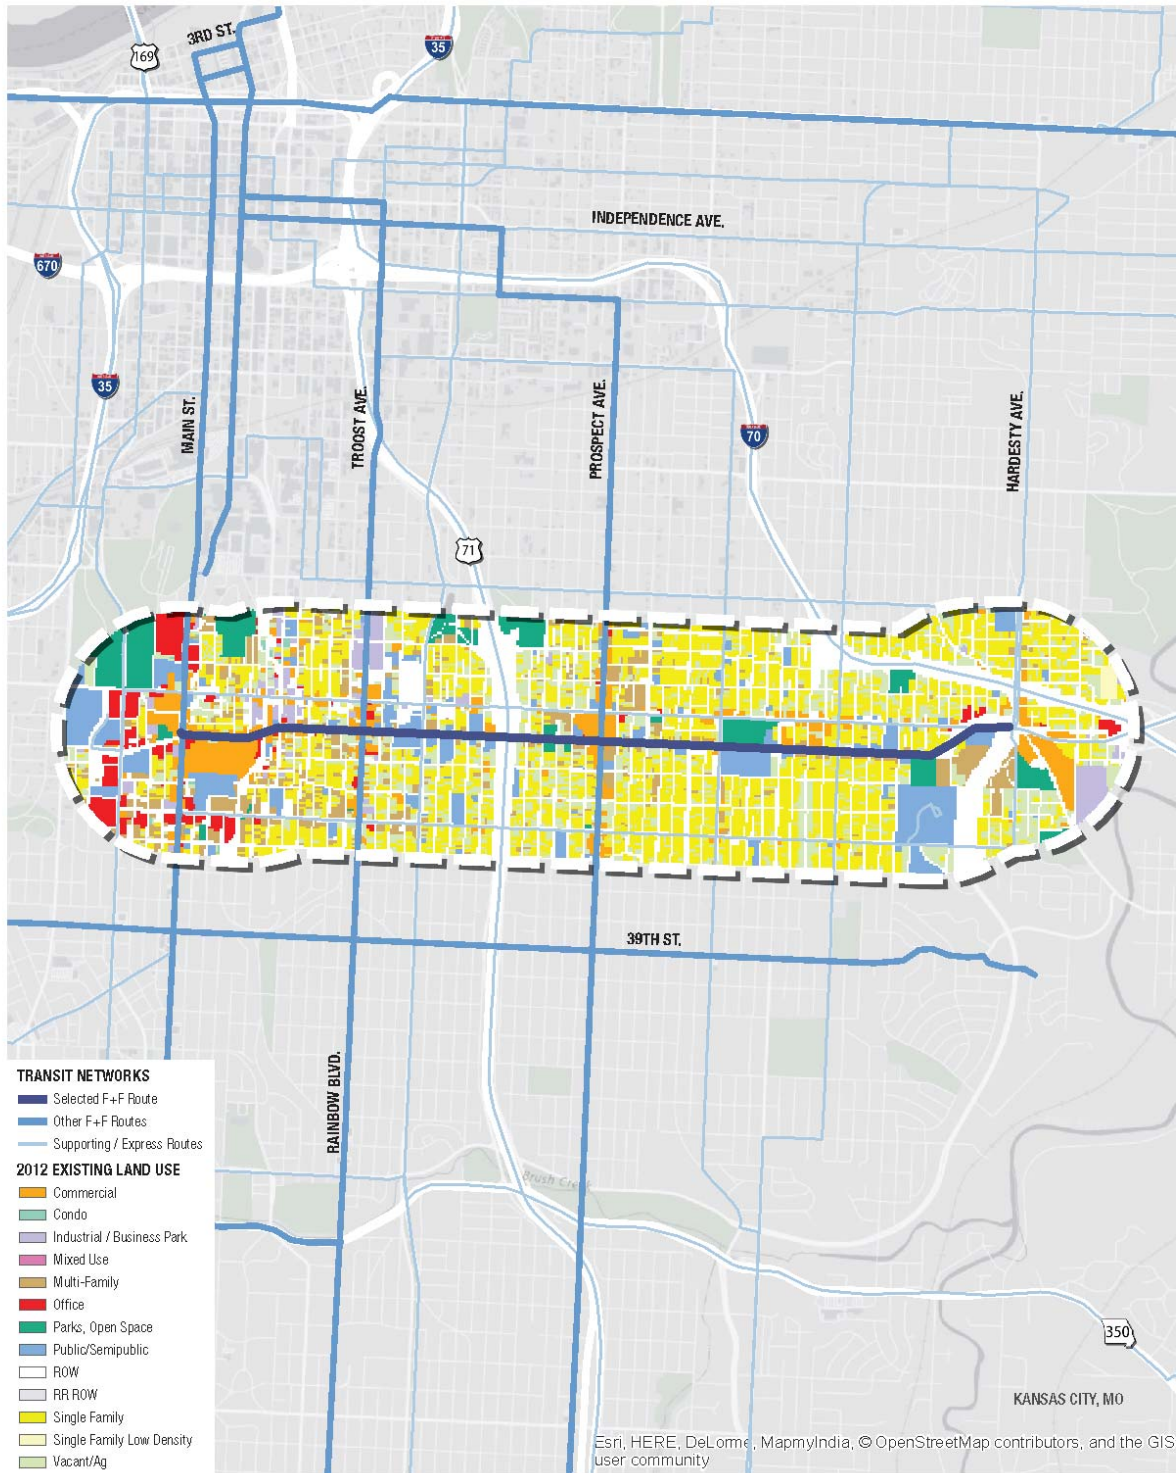 3RD ST.
169
35
INDEPENDENCE AVE.
670
35
MAIN ST.
TROOST AVE.
PROSPECT AVE.
70
HARDESTY AVE.
71
39TH ST.
RAINBOW BLVD.
Brush Creek
350
KANSAS CITY, MO
TRANSIT NETWORKS
Selected F+F Route
Other F+F Routes
Supporting / Express Routes
2012 EXISTING LAND USE
Commercial
Condo
Industrial / Business Park
Mixed Use
Multi-Family
Office
Parks, Open Space
Public/Semipublic
ROW
RR ROW
Single Family
Single Family Low Density
Vacant/Ag
Esri, HERE, DeLorme, MapmyIndia, © OpenStreetMap contributors, and the GIS
user community